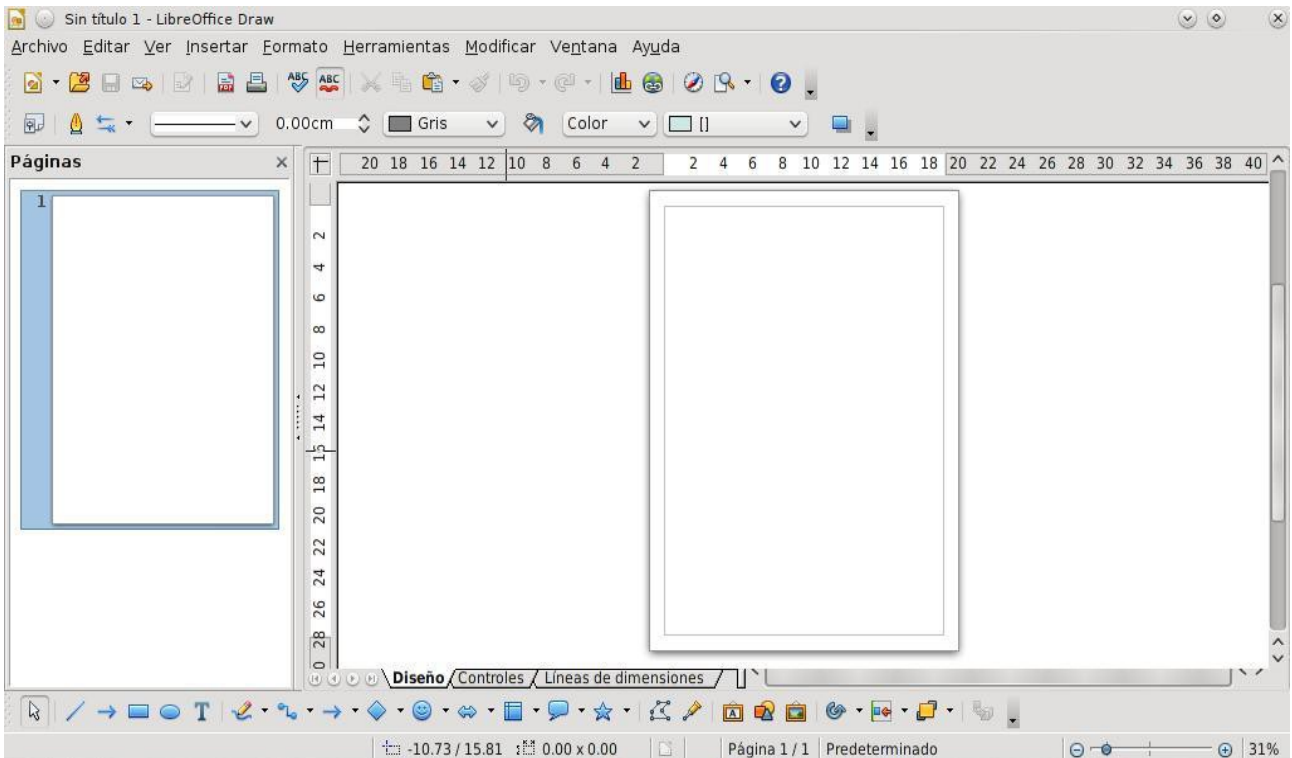 Sin título 1 - LibreOffice Draw
Archivo Editar Ver Insertar Formato Herramientas Modificar Ventana Ayuda
PDF ABC ABC
0.00cm Gris Color []
Páginas
20 18 16 14 12 10 8 6 4 2 2 4 6 8 10 12 14 16 18 20 22 24 26 28 30 32 34 36 38 40
1
2
4
6
8
10
12
14
18
20
22
24
26
28
Diseño Controles Líneas de dimensiones
T
-10.73 / 15.81 0.00 x 0.00 Página 1 / 1 Predeterminado 31%